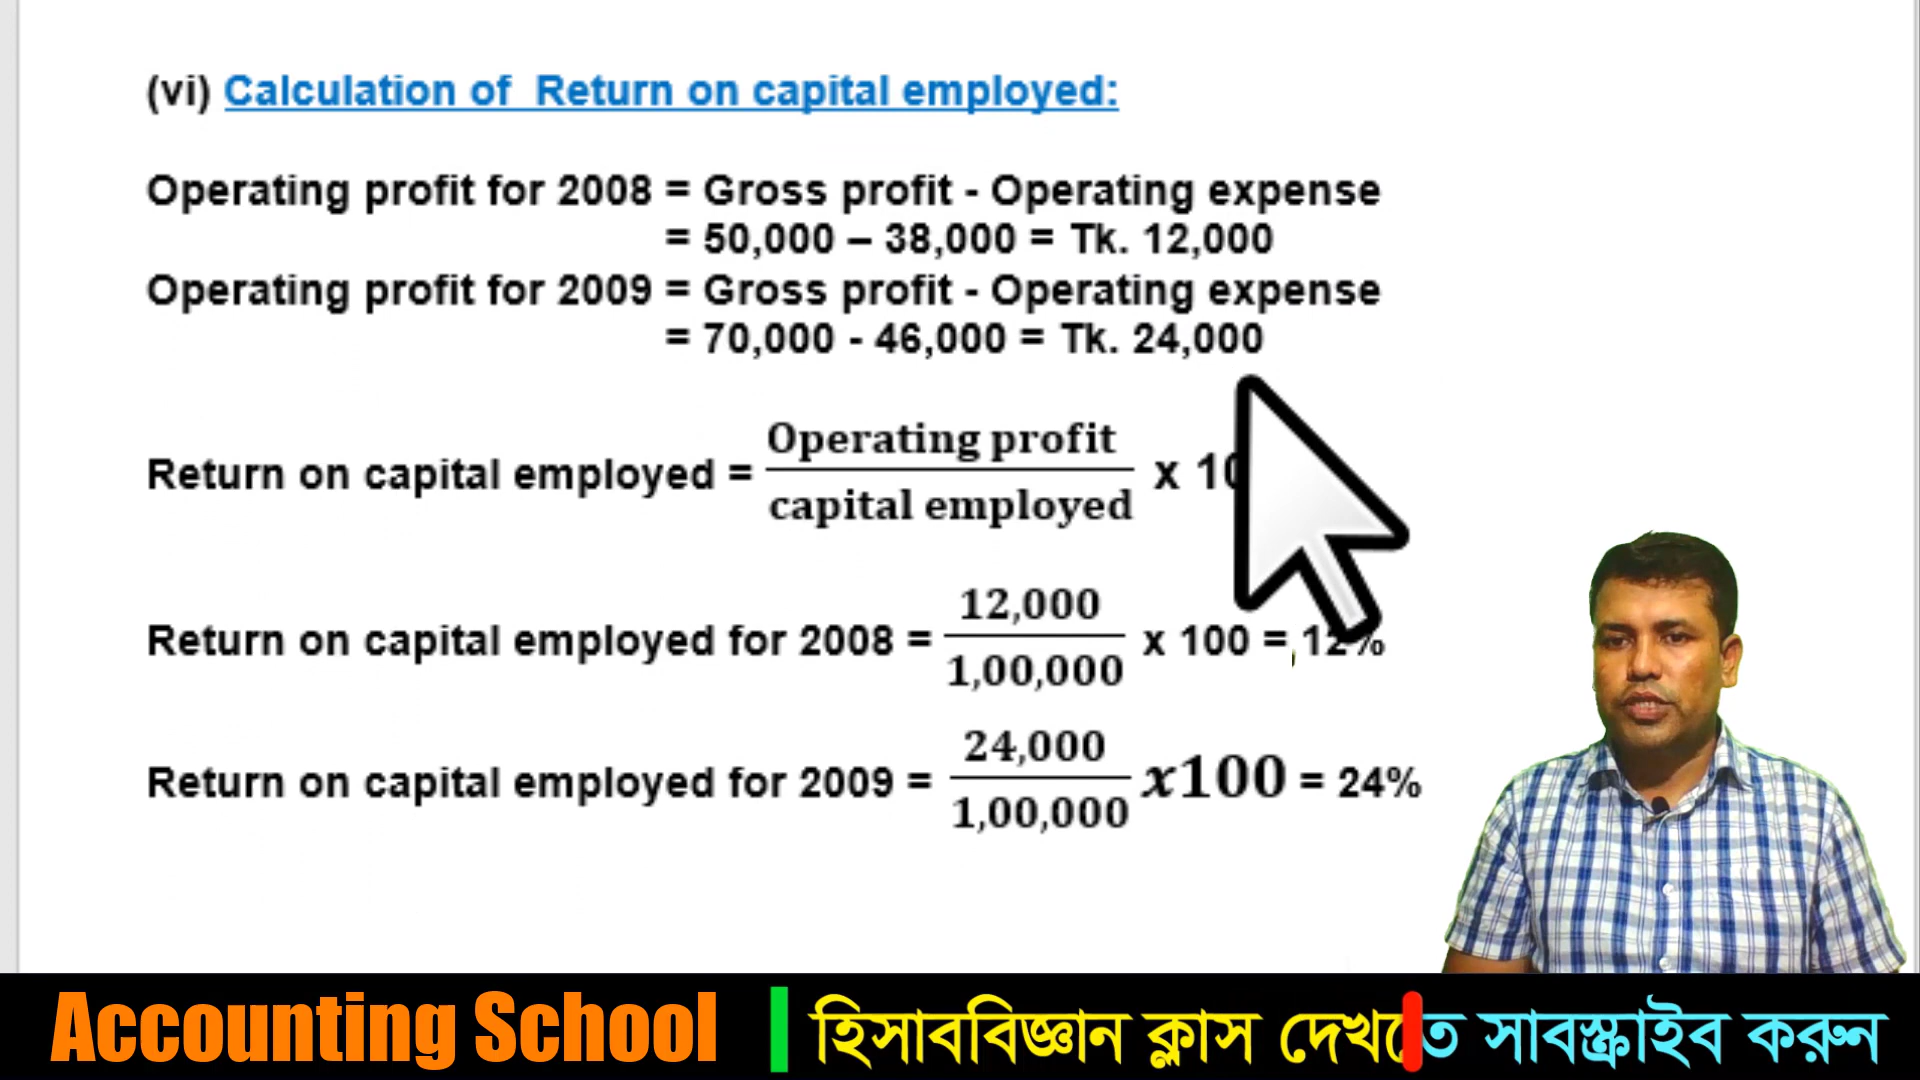 (vi) Calculation of Return on capital employed:
Operating profit for 2008 = Gross profit - Operating expense
= 50,000 – 38,000 = Tk. 12,000
Operating profit for 2009 = Gross profit - Operating expense
= 70,000 - 46,000 = Tk. 24,000
Return on capital employed = Operating profit / capital employed x 10
Return on capital employed for 2008 = 12,000 / 1,00,000 x 100 = 12%
Return on capital employed for 2009 = 24,000 / 1,00,000 x100 = 24%
Accounting School হিসাববিজ্ঞান ক্লাস দেখতে সাবস্ক্রাইব করুন